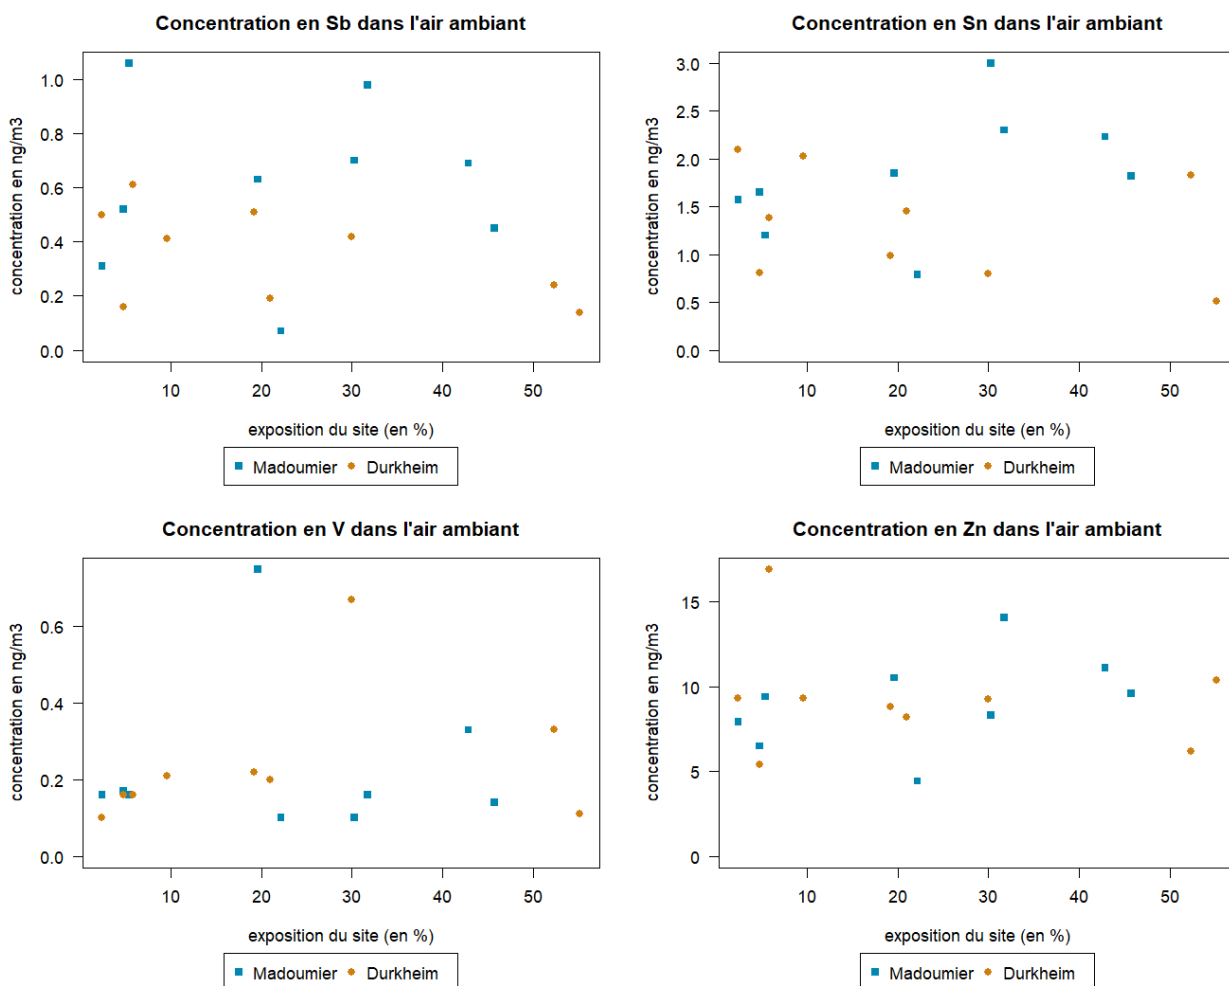 Concentration en Sb dans l'air ambiant
concentration en ng/m3
1.0
0.8
0.6
0.4
0.2
0.0
10 20 30 40 50
exposition du site (en %)
Madoumier Durkheim
Concentration en Sn dans l'air ambiant
concentration en ng/m3
3.0
2.5
2.0
1.5
1.0
0.5
0.0
10 20 30 40 50
exposition du site (en %)
Madoumier Durkheim
Concentration en V dans l'air ambiant
concentration en ng/m3
0.6
0.4
0.2
0.0
10 20 30 40 50
exposition du site (en %)
Madoumier Durkheim
Concentration en Zn dans l'air ambiant
concentration en ng/m3
15
10
5
0
10 20 30 40 50
exposition du site (en %)
Madoumier Durkheim